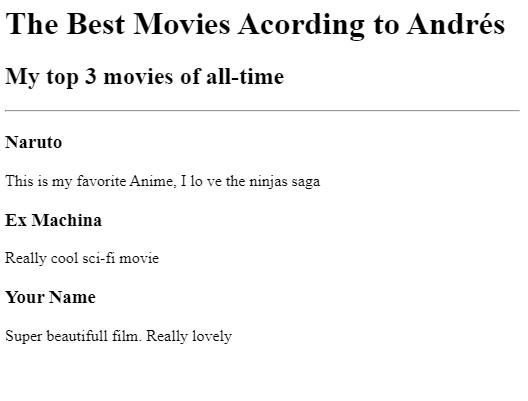 The Best Movies Acording to Andrés
My top 3 movies of all-time
Naruto
This is my favorite Anime, I lo ve the ninjas saga
Ex Machina
Really cool sci-fi movie
Your Name
Super beautifull film. Really lovely